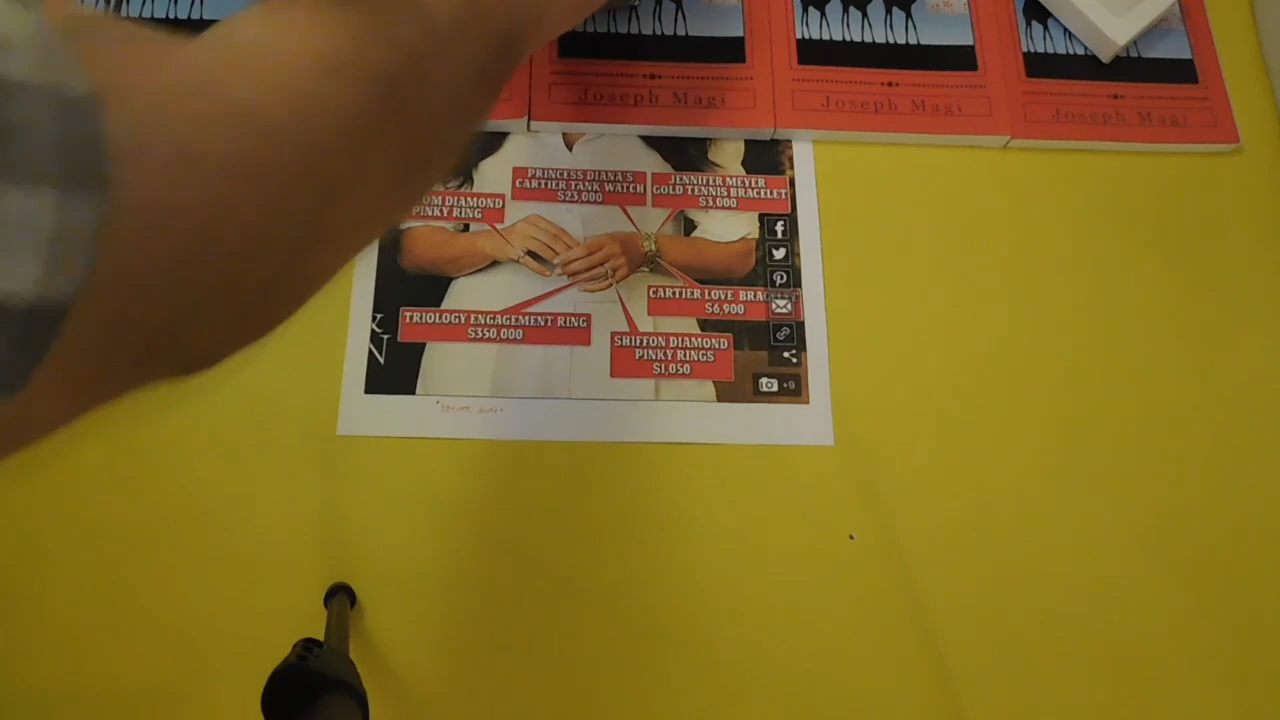 Joseph Magi
Joseph Magi
Joseph Magi
OM DIAMOND
PINKY RING
PRINCESS DIANA'S
CARTIER TANK WATCH
$23,000
JENNIFER MEYER
GOLD TENNIS BRACELET
$3,000
TRIOLOGY ENGAGEMENT RING
$350,000
CARTIER LOVE BRAC
$6,900
SHIFFON DIAMOND
PINKY RINGS
$1,050
N
+9